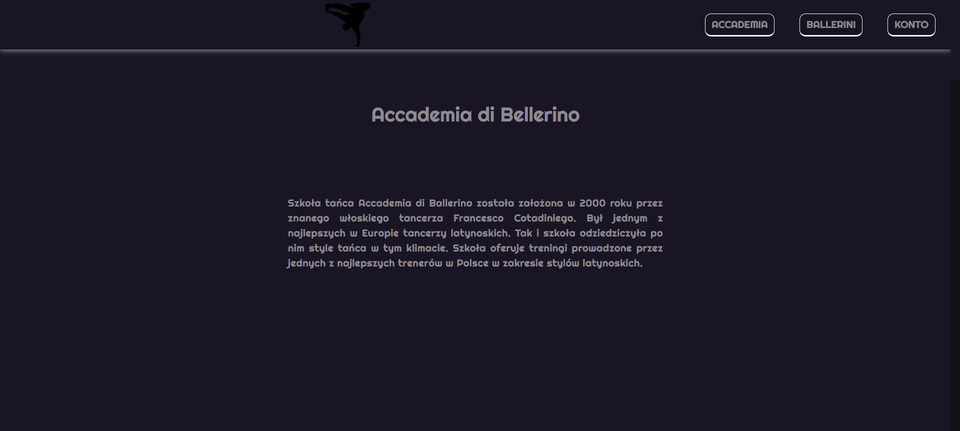 ACCADEMIA
BALLERINI
KONTO
Accademia di Bellerino
Szkoła tańca Accademia di Ballerino została założona w 2000 roku przez
znanego włoskiego tancerza Francesco Cotadiniego. Był jednym z
najlepszych w Europie tancerzy latynoskich. Tak i szkoła odziedziczyła po
nim style tańca w tym klimacie. Szkoła oferuje treningi prowadzone przez
jednych z najlepszych trenerów w Polsce w zakresie stylów latynoskich.